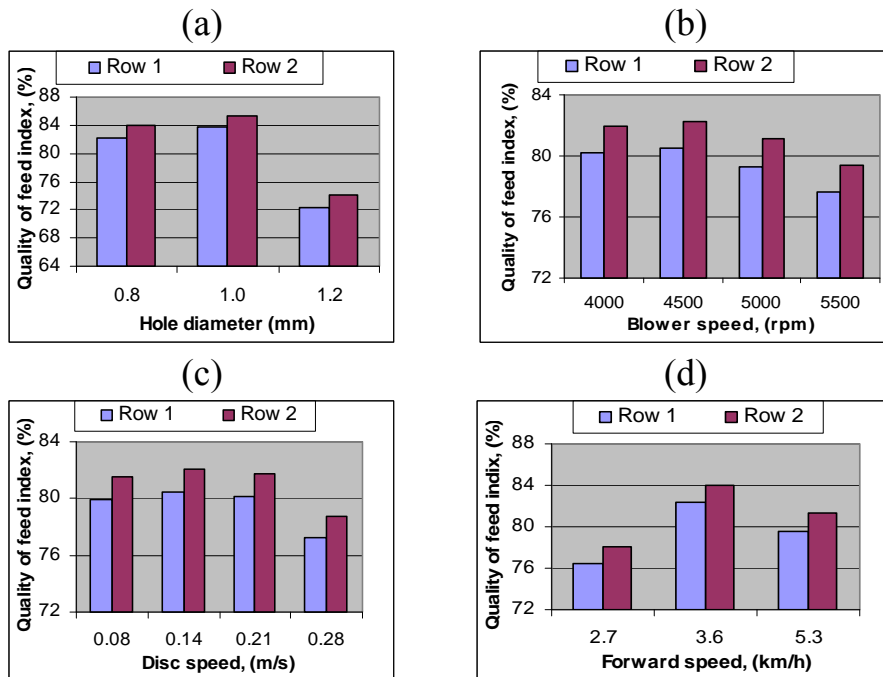 (a)
Row 1 Row 2
Quality of feed index, (%)
88
84
80
76
72
68
64
0.8 1.0 1.2
Hole diameter (mm)
(b)
Row 1 Row 2
Quality of feed index, (%)
84
80
76
72
4000 4500 5000 5500
Blower speed, (rpm)
(c)
Row 1 Row 2
Quality of feed index, (%)
84
80
76
72
0.08 0.14 0.21 0.28
Disc speed, (m/s)
(d)
Row 1 Row 2
Quality of feed indix, (%)
88
84
80
76
72
2.7 3.6 5.3
Forward speed, (km/h)